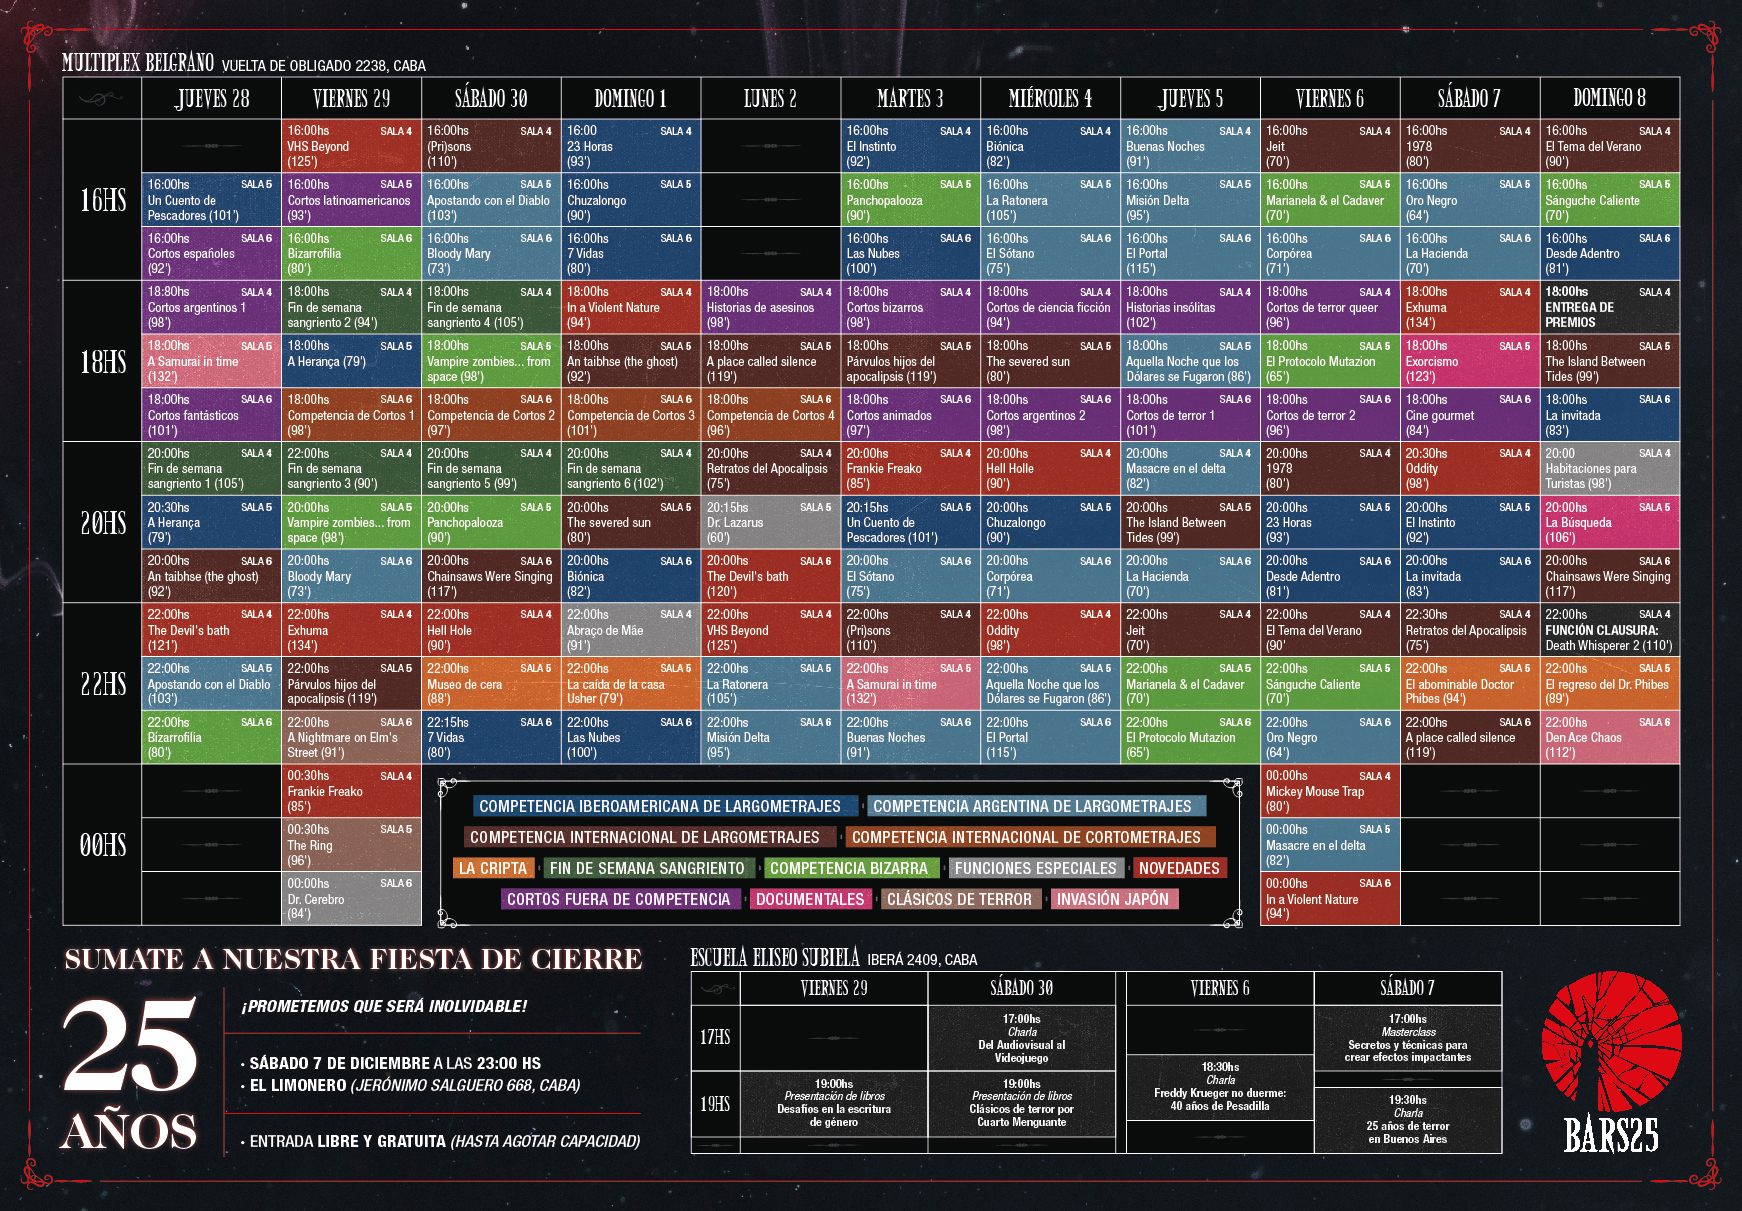 MULTIPLEX BELGRANO VUELTA DE OBLIGADO 2238, CABA
JUEVES 28 VIERNES 29 SÁBADO 30 DOMINGO 1 LUNES 2 MARTES 3 MIÉRCOLES 4 JUEVES 5 VIERNES 6 SÁBADO 7 DOMINGO 8
16HS
16:00hs SALA 4 16:00hs SALA 4 16:00 SALA 4 16:00hs SALA 4 16:00hs SALA 4 16:00hs SALA 4 16:00hs SALA 4 16:00hs SALA 4 16:00hs SALA 4
VHS Beyond (Pri)sons 23 Horas El Instinto Biónica Buenas Noches Jeit 1978 El Tema del Verano
(125') (110') (93') (92') (82') (91') (70') (80') (90')
16:00hs SALA 5 16:00hs SALA 5 16:00hs SALA 5 16:00hs SALA 5 16:00hs SALA 5 16:00hs SALA 5 16:00hs SALA 5 16:00hs SALA 5 16:00hs SALA 5 16:00hs SALA 5
Un Cuento de Cortos latinoamericanos Apostando con el Diablo Chuzalongo Panchopalooza La Ratonera Misión Delta Marianela & el Cadaver Oro Negro Sánguche Caliente
Pescadores (101') (93') (103') (90') (90') (105') (95') (70') (64') (70')
16:00hs SALA 6 16:00hs SALA 6 16:00hs SALA 6 16:00hs SALA 6 16:00hs SALA 6 16:00hs SALA 6 16:00hs SALA 6 16:00hs SALA 6 16:00hs SALA 6 16:00hs SALA 6
Cortos españoles Bizarrofilia Bloody Mary 7 Vidas Las Nubes El Sótano El Portal Corpórea La Hacienda Desde Adentro
(92') (80') (73') (80') (100') (75') (115') (71') (70') (81')
18HS
18:80hs SALA 4 18:00hs SALA 4 18:00hs SALA 4 18:00hs SALA 4 18:00hs SALA 4 18:00hs SALA 4 18:00hs SALA 4 18:00hs SALA 4 18:00hs SALA 4 18:00hs SALA 4 18:00hs SALA 4
Cortos argentinos 1 Fin de semana Fin de semana In a Violent Nature Historias de asesinos Cortos bizarros Cortos de ciencia ficción Historias insólitas Cortos de terror queer Exhuma ENTREGA DE
(98') sangriento 2 (94') sangriento 4 (105') (94') (98') (98') (94') (102') (96') (134') PREMIOS
18:00hs SALA 5 18:00hs SALA 5 18:00hs SALA 5 18:00hs SALA 5 18:00hs SALA 5 18:00hs SALA 5 18:00hs SALA 5 18:00hs SALA 5 18:00hs SALA 5 18:00hs SALA 5 18:00hs SALA 5
A Samurai in time A Herança (79') Vampire zombies... from An taibhse (the ghost) A place called silence Párvulos hijos del The severed sun Aquella Noche que los El Protocolo Mutazion Exorcismo The Island Between
(132') space (98') (92') (119') apocalipsis (119') (80') Dólares se Fugaron (86') (65') (123') Tides (99')
18:00hs SALA 6 18:00hs SALA 6 18:00hs SALA 6 18:00hs SALA 6 18:00hs SALA 6 18:00hs SALA 6 18:00hs SALA 6 18:00hs SALA 6 18:00hs SALA 6 18:00hs SALA 6 18:00hs SALA 6
Cortos fantásticos Competencia de Cortos 1 Competencia de Cortos 2 Competencia de Cortos 3 Competencia de Cortos 4 Cortos animados Cortos argentinos 2 Cortos de terror 1 Cortos de terror 2 Cine gourmet La invitada
(101') (98') (97') (101') (96') (97') (98') (101') (96') (84') (83')
20HS
20:00hs SALA 4 22:00hs SALA 4 20:00hs SALA 4 20:00hs SALA 4 20:00hs SALA 4 20:00hs SALA 4 20:00hs SALA 4 20:00hs SALA 4 20:00hs SALA 4 20:30hs SALA 4 20:00 SALA 4
Fin de semana Fin de semana Fin de semana Fin de semana Retratos del Apocalipsis Frankie Freako Hell Holle Masacre en el delta 1978 Oddity Habitaciones para
sangriento 1 (105') sangriento 3 (90') sangriento 5 (99') sangriento 6 (102') (75') (85') (90') (82') (80') (98') Turistas (98')
20:30hs SALA 5 20:00hs SALA 5 20:00hs SALA 5 20:00hs SALA 5 20:15hs SALA 5 20:15hs SALA 5 20:00hs SALA 5 20:00hs SALA 5 20:00hs SALA 5 20:00hs SALA 5 20:00hs SALA 5
A Herança Vampire zombies... from Panchopalooza The severed sun Dr. Lazarus Un Cuento de Chuzalongo The Island Between 23 Horas El Instinto La Búsqueda
(79') space (98') (90') (80') (60') Pescadores (101') (90') Tides (99') (93') (92') (106')
20:00hs SALA 6 20:00hs SALA 6 20:00hs SALA 6 20:00hs SALA 6 20:00hs SALA 6 20:00hs SALA 6 20:00hs SALA 6 20:00hs SALA 6 20:00hs SALA 6 20:00hs SALA 6 20:00hs SALA 6
An taibhse (the ghost) Bloody Mary Chainsaws Were Singing Biónica The Devil's bath El Sótano Corpórea La Hacienda Desde Adentro La invitada Chainsaws Were Singing
(92') (73') (117') (82') (120') (75') (71') (70') (81') (83') (117')
22HS
22:00hs SALA 4 22:00hs SALA 4 22:00hs SALA 4 22:00hs SALA 4 22:00hs SALA 4 22:00hs SALA 4 22:00hs SALA 4 22:00hs SALA 4 22:00hs SALA 4 22:30hs SALA 4 22:00hs SALA 4
The Devil's bath Exhuma Hell Hole Abraço de Mãe VHS Beyond (Pri)sons Oddity Jeit El Tema del Verano Retratos del Apocalipsis FUNCIÓN CLAUSURA:
(121') (134') (90') (91') (125') (110') (98') (70') (90' (75') Death Whisperer 2 (110')
22:00hs SALA 5 22:00hs SALA 5 22:00hs SALA 5 22:00hs SALA 5 22:00hs SALA 5 22:00hs SALA 5 22:00hs SALA 5 22:00hs SALA 5 22:00hs SALA 5 22:00hs SALA 5 22:00hs SALA 5
Apostando con el Diablo Párvulos hijos del Museo de cera La caída de la casa La Ratonera A Samurai in time Aquella Noche que los Marianela & el Cadaver Sánguche Caliente El abominable Doctor El regreso del Dr. Phibes
(103') apocalipsis (119') (88') Usher (79') (105') (132') Dólares se Fugaron (86') (70') (70') Phibes (94') (89')
22:00hs SALA 6 22:00hs SALA 6 22:15hs SALA 6 22:00hs SALA 6 22:00hs SALA 6 22:00hs SALA 6 22:00hs SALA 6 22:00hs SALA 6 22:00hs SALA 6 22:00hs SALA 6 22:00hs SALA 6
Bizarrofilia A Nightmare on Elm's 7 Vidas Las Nubes Misión Delta Buenas Noches El Portal El Protocolo Mutazion Oro Negro A place called silence Den Ace Chaos
(80') Street (91') (80') (100') (95') (91') (115') (65') (64') (119') (112')
00HS
00:30hs SALA 4 00:00hs SALA 4
Frankie Freako Mickey Mouse Trap
(85') (80')
00:30hs SALA 5 00:00hs SALA 5
The Ring Masacre en el delta
(96') (82')
00:00hs SALA 6 00:00hs SALA 6
Dr. Cerebro In a Violent Nature
(84') (94')
COMPETENCIA IBEROAMERICANA DE LARGOMETRAJES COMPETENCIA ARGENTINA DE LARGOMETRAJES
COMPETENCIA INTERNACIONAL DE LARGOMETRAJES COMPETENCIA INTERNACIONAL DE CORTOMETRAJES
LA CRIPTA FIN DE SEMANA SANGRIENTO COMPETENCIA BIZARRA FUNCIONES ESPECIALES NOVEDADES
CORTOS FUERA DE COMPETENCIA DOCUMENTALES CLÁSICOS DE TERROR INVASIÓN JAPÓN
SUMATE A NUESTRA FIESTA DE CIERRE
25 AÑOS
¡PROMETEMOS QUE SERÁ INOLVIDABLE!
· SÁBADO 7 DE DICIEMBRE A LAS 23:00 HS
· EL LIMONERO (JERÓNIMO SALGUERO 668, CABA)
· ENTRADA LIBRE Y GRATUITA (HASTA AGOTAR CAPACIDAD)
ESCUELA ELISEO SUBIELA IBERÁ 2409, CABA
VIERNES 29 SÁBADO 30 VIERNES 6 SÁBADO 7
17HS
17:00hs
Charla
Del Audiovisual al
Videojuego
19HS
19:00hs
Presentación de libros
Desafíos en la escritura
de género
19:00hs
Presentación de libros
Clásicos de terror por
Cuarto Menguante
18:30hs
Charla
Freddy Krueger no duerme:
40 años de Pesadilla
17:00hs
Masterclass
Secretos y técnicas para
crear efectos impactantes
19:30hs
Charla
25 años de terror
en Buenos Aires
BARS25